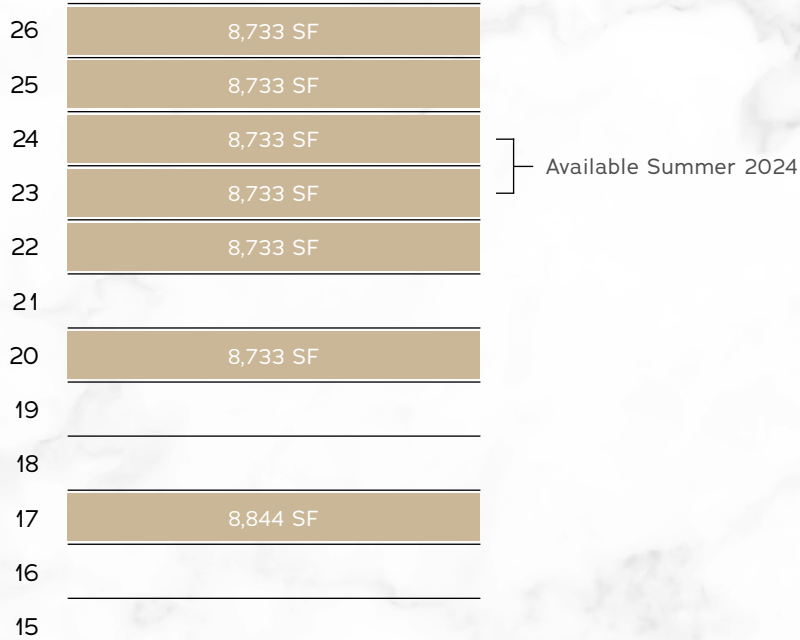 26 8,733 SF
25 8,733 SF
24 8,733 SF
Available Summer 2024
23 8,733 SF
22 8,733 SF
21
20 8,733 SF
19
18
17 8,844 SF
16
15